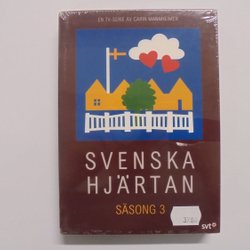 EN TV-SERIE AV CARIN MANNHEIMER
SVENSKA
HJÄRTAN
SÄSONG 3
svt